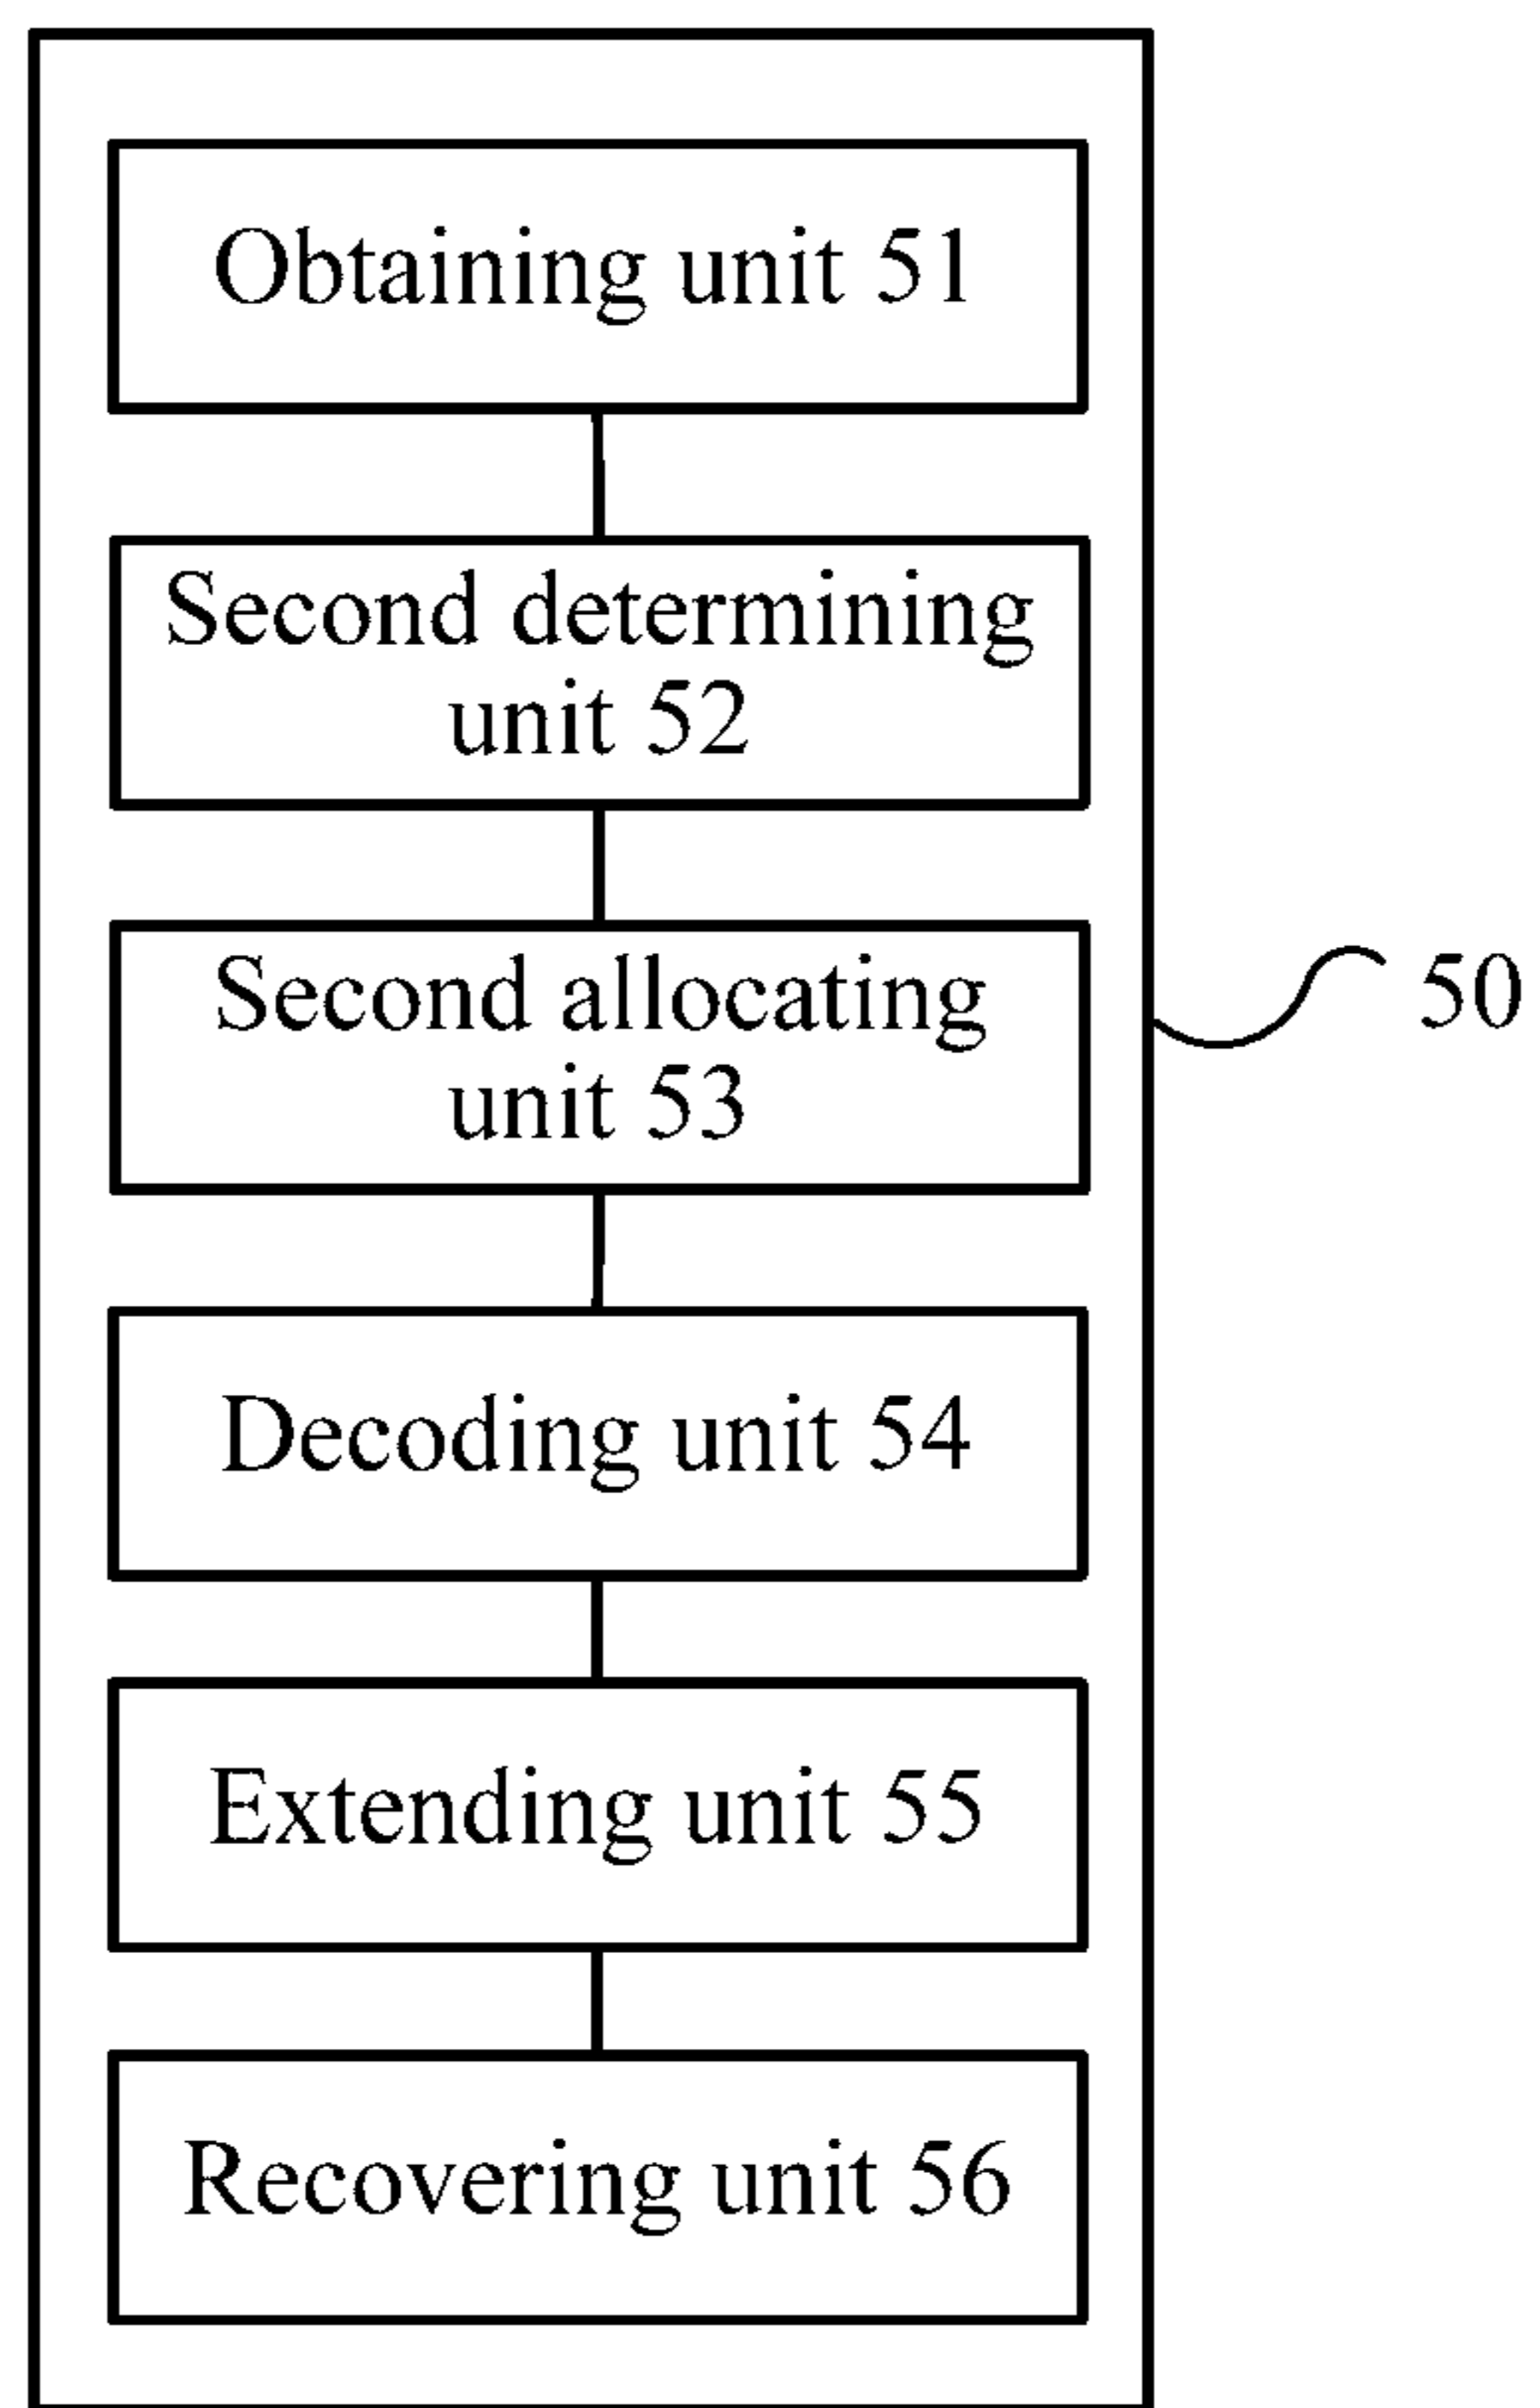 Obtaining unit 51
Second determining
unit 52
Second allocating
unit 53
50
Decoding unit 54
Extending unit 55
Recovering unit 56